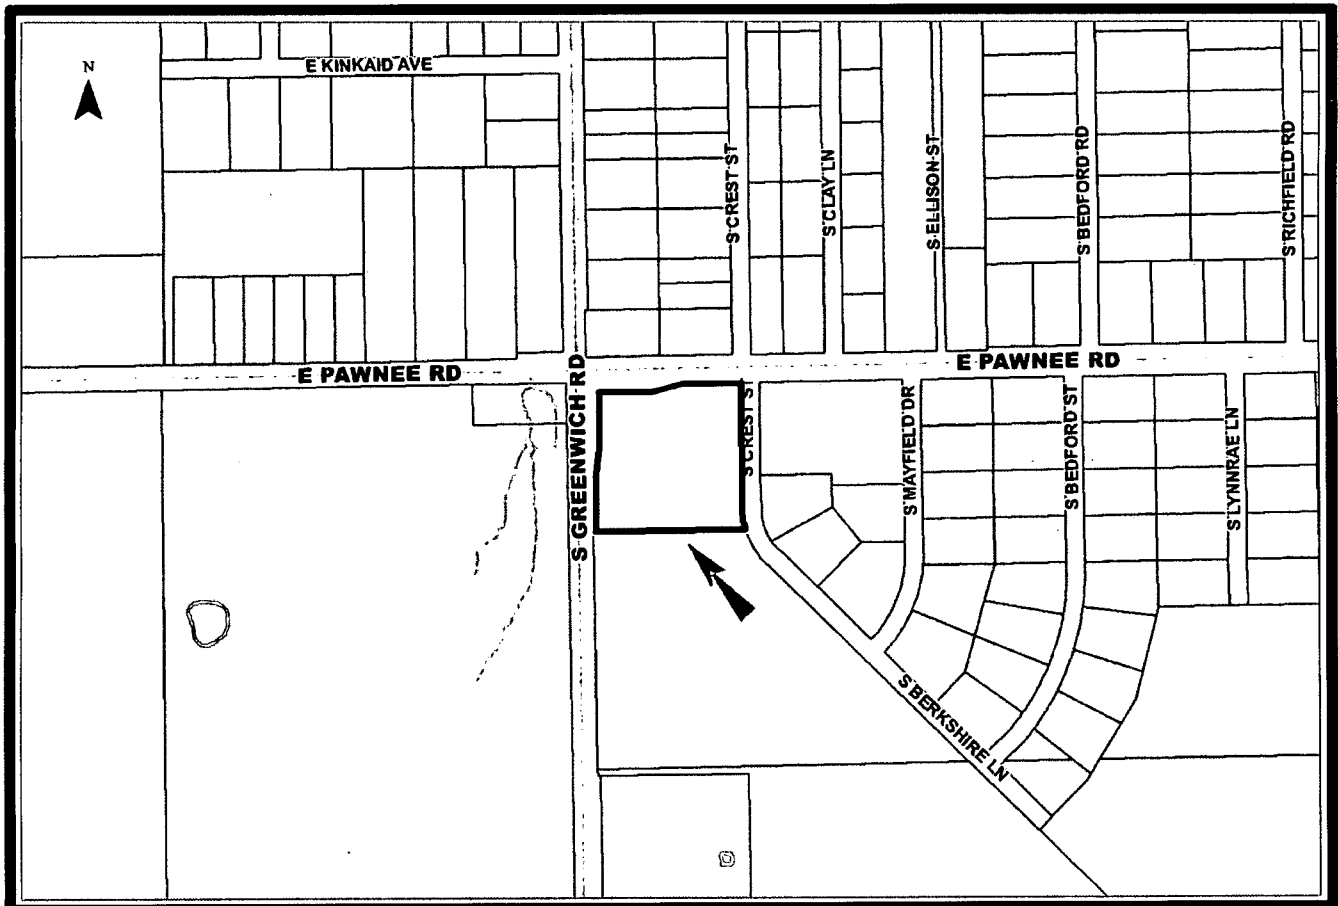 N
E KINKAID AVE
S CREST ST
S CLAY LN
S ELLISON ST
S BEDFORD RD
S RICHFIELD RD
E PAWNEE RD
E PAWNEE RD
S GREENWICH RD
S CREST ST
S MAYFIELD DR
S BEDFORD ST
S LYNNRAE LN
S BERKSHIRE LN